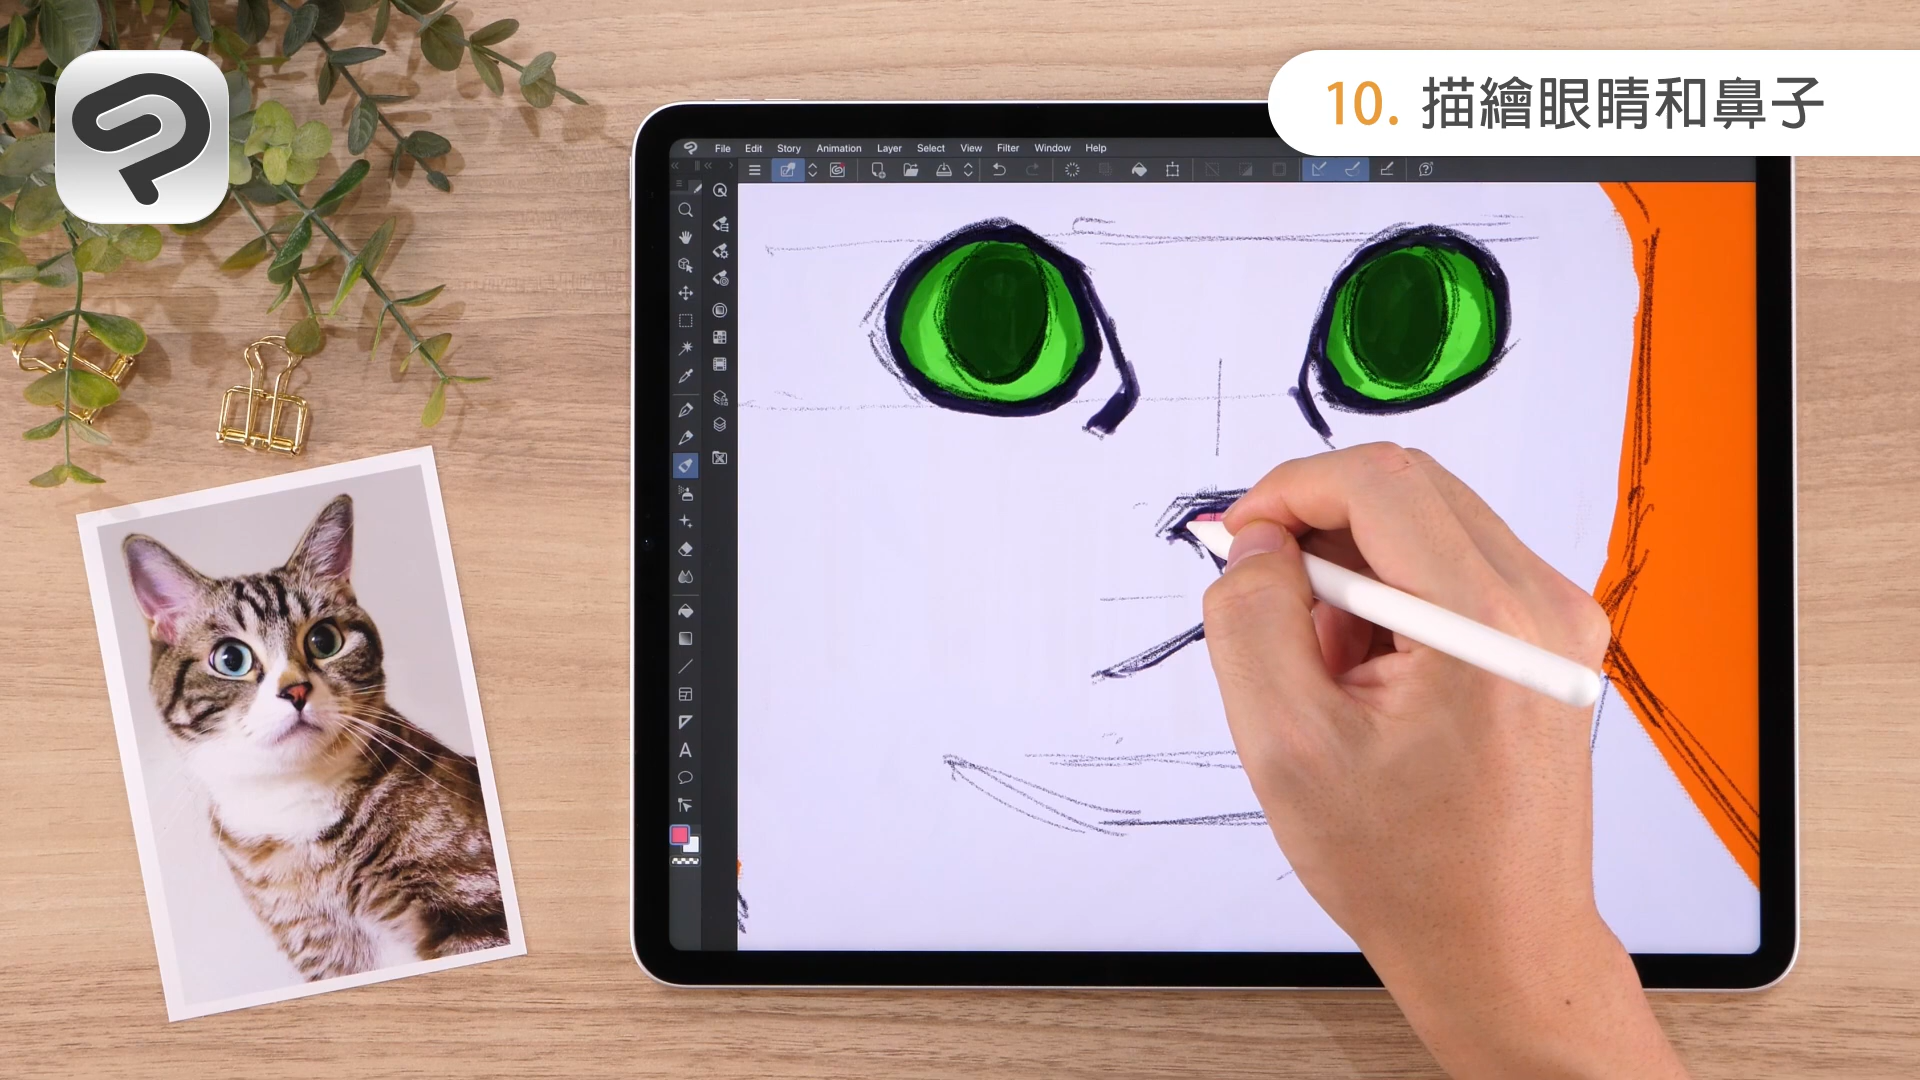 10. 描繪眼睛和鼻子
File Edit Story Animation Layer Select View Filter Window Help
A